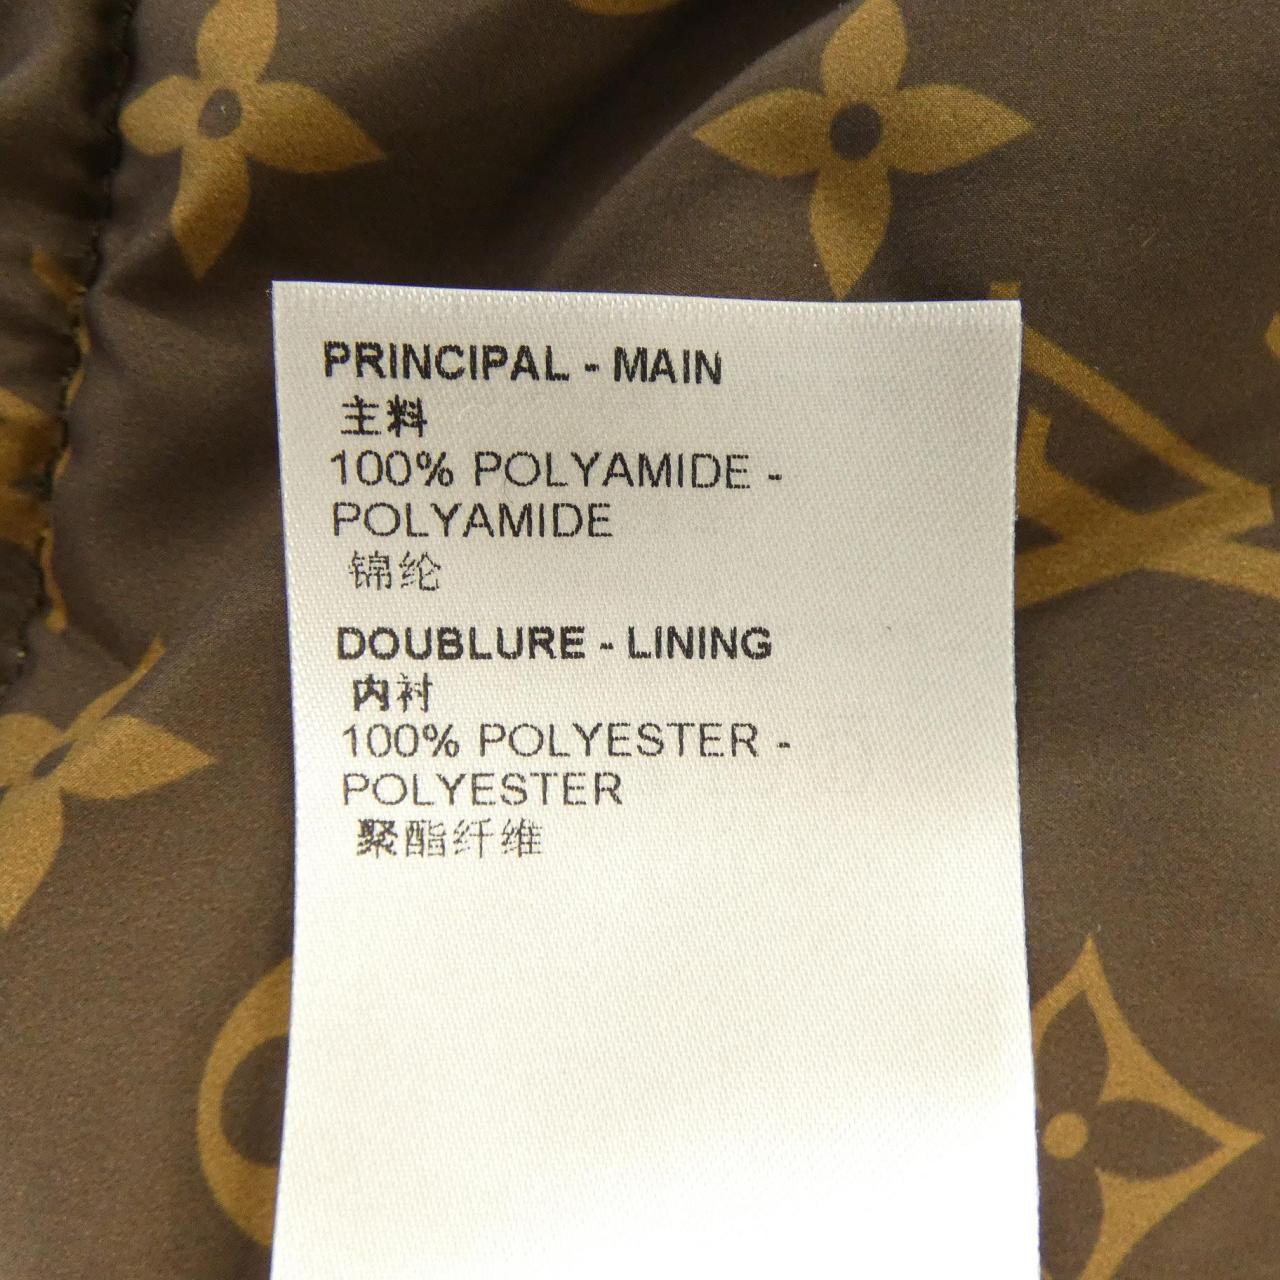 PRINCIPAL - MAIN
主料
100% POLYAMIDE -
POLYAMIDE
锦纶
DOUBLURE - LINING
内衬
100% POLYESTER -
POLYESTER
聚酯纤维